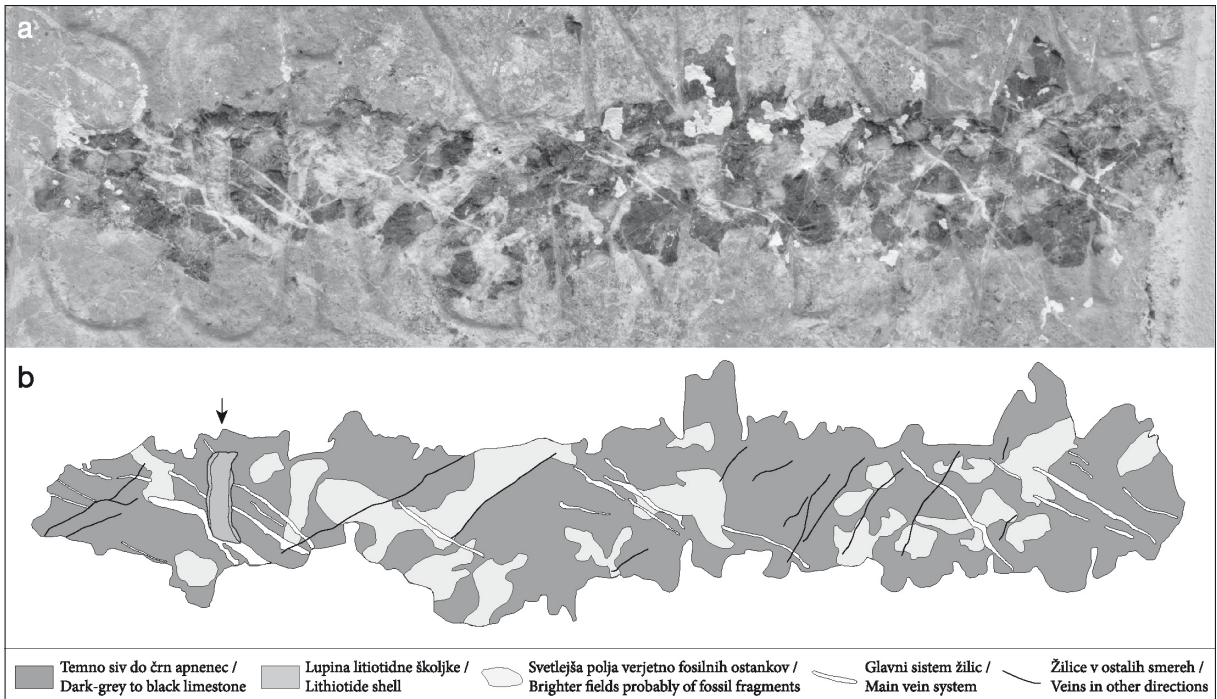 a
b
Temno siv do črn apnenec /
Dark-grey to black limestone
Lupina litiotidne školjke /
Lithiotide shell
Svetlejša polja verjetno fosilnih ostankov /
Brighter fields probably of fossil fragments
Glavni sistem žilic /
Main vein system
Žilice v ostalih smereh /
Veins in other directions